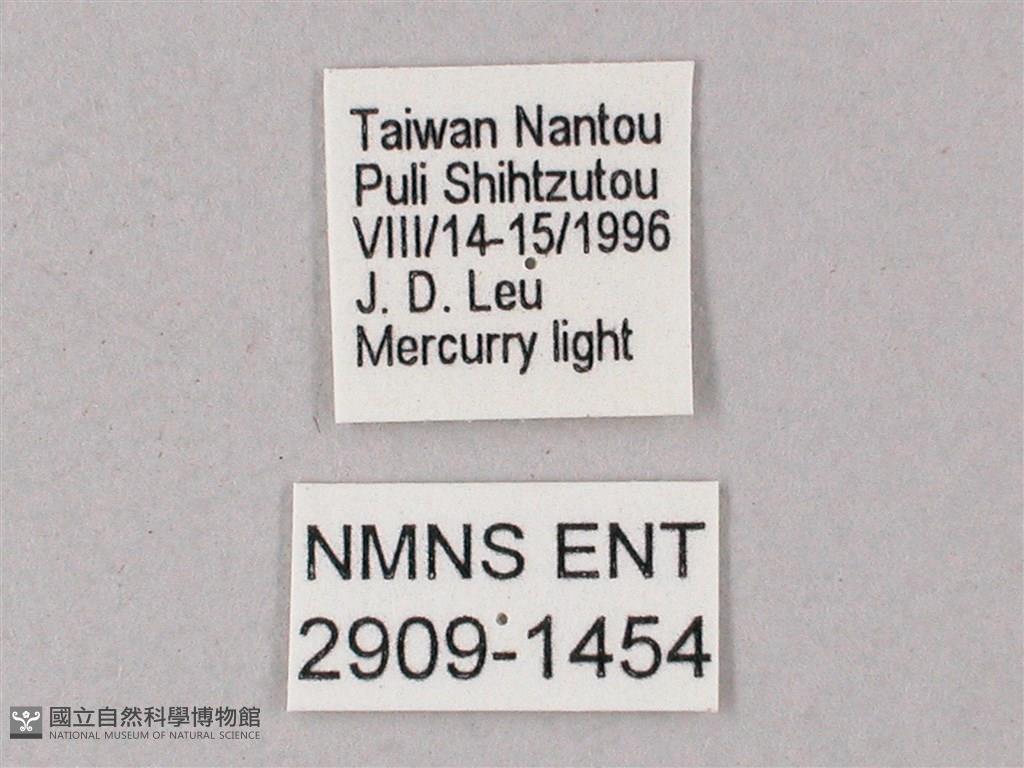 Taiwan Nantou
Puli Shihtzutou
VIII/14-15/1996
J. D. Leu
Mercurry light
NMNS ENT
2909-1454
國立自然科學博物館
NATIONAL MUSEUM OF NATURAL SCIENCE